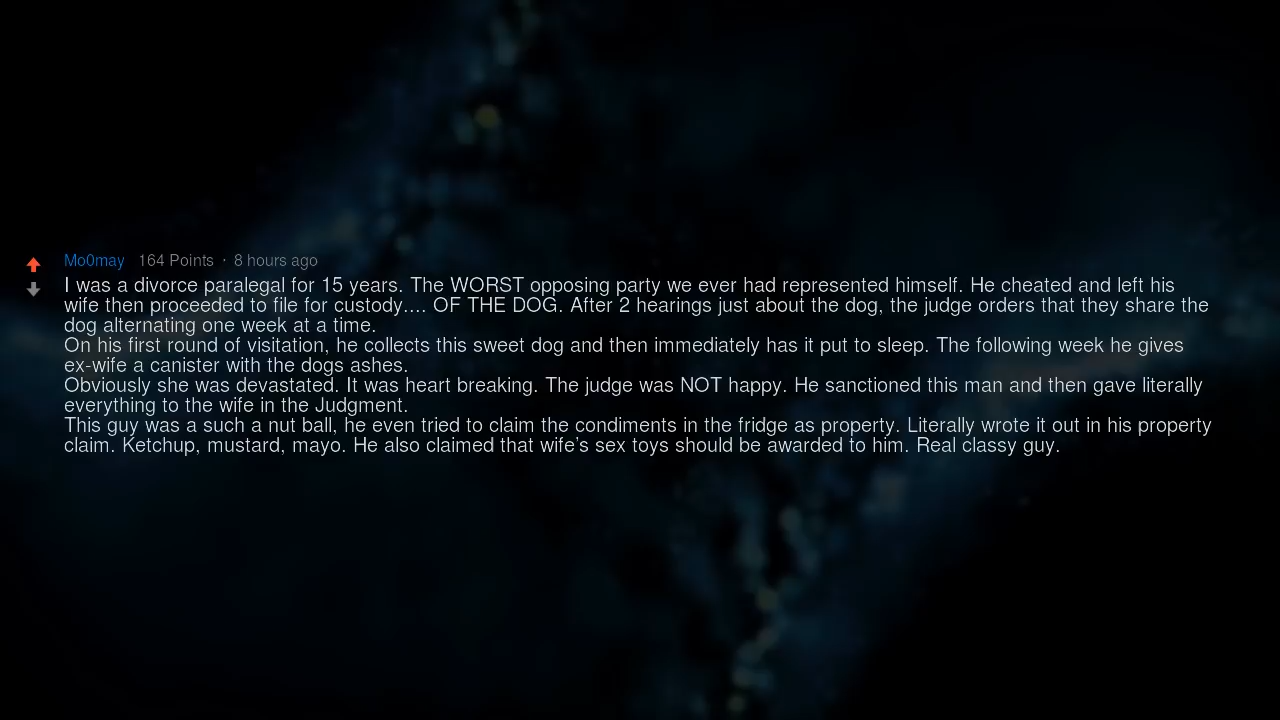 Mo0may 164 Points · 8 hours ago
I was a divorce paralegal for 15 years. The WORST opposing party we ever had represented himself. He cheated and left his
wife then proceeded to file for custody.... OF THE DOG. After 2 hearings just about the dog, the judge orders that they share the
dog alternating one week at a time.
On his first round of visitation, he collects this sweet dog and then immediately has it put to sleep. The following week he gives
ex-wife a canister with the dogs ashes.
Obviously she was devastated. It was heart breaking. The judge was NOT happy. He sanctioned this man and then gave literally
everything to the wife in the Judgment.
This guy was a such a nut ball, he even tried to claim the condiments in the fridge as property. Literally wrote it out in his property
claim. Ketchup, mustard, mayo. He also claimed that wife's sex toys should be awarded to him. Real classy guy.